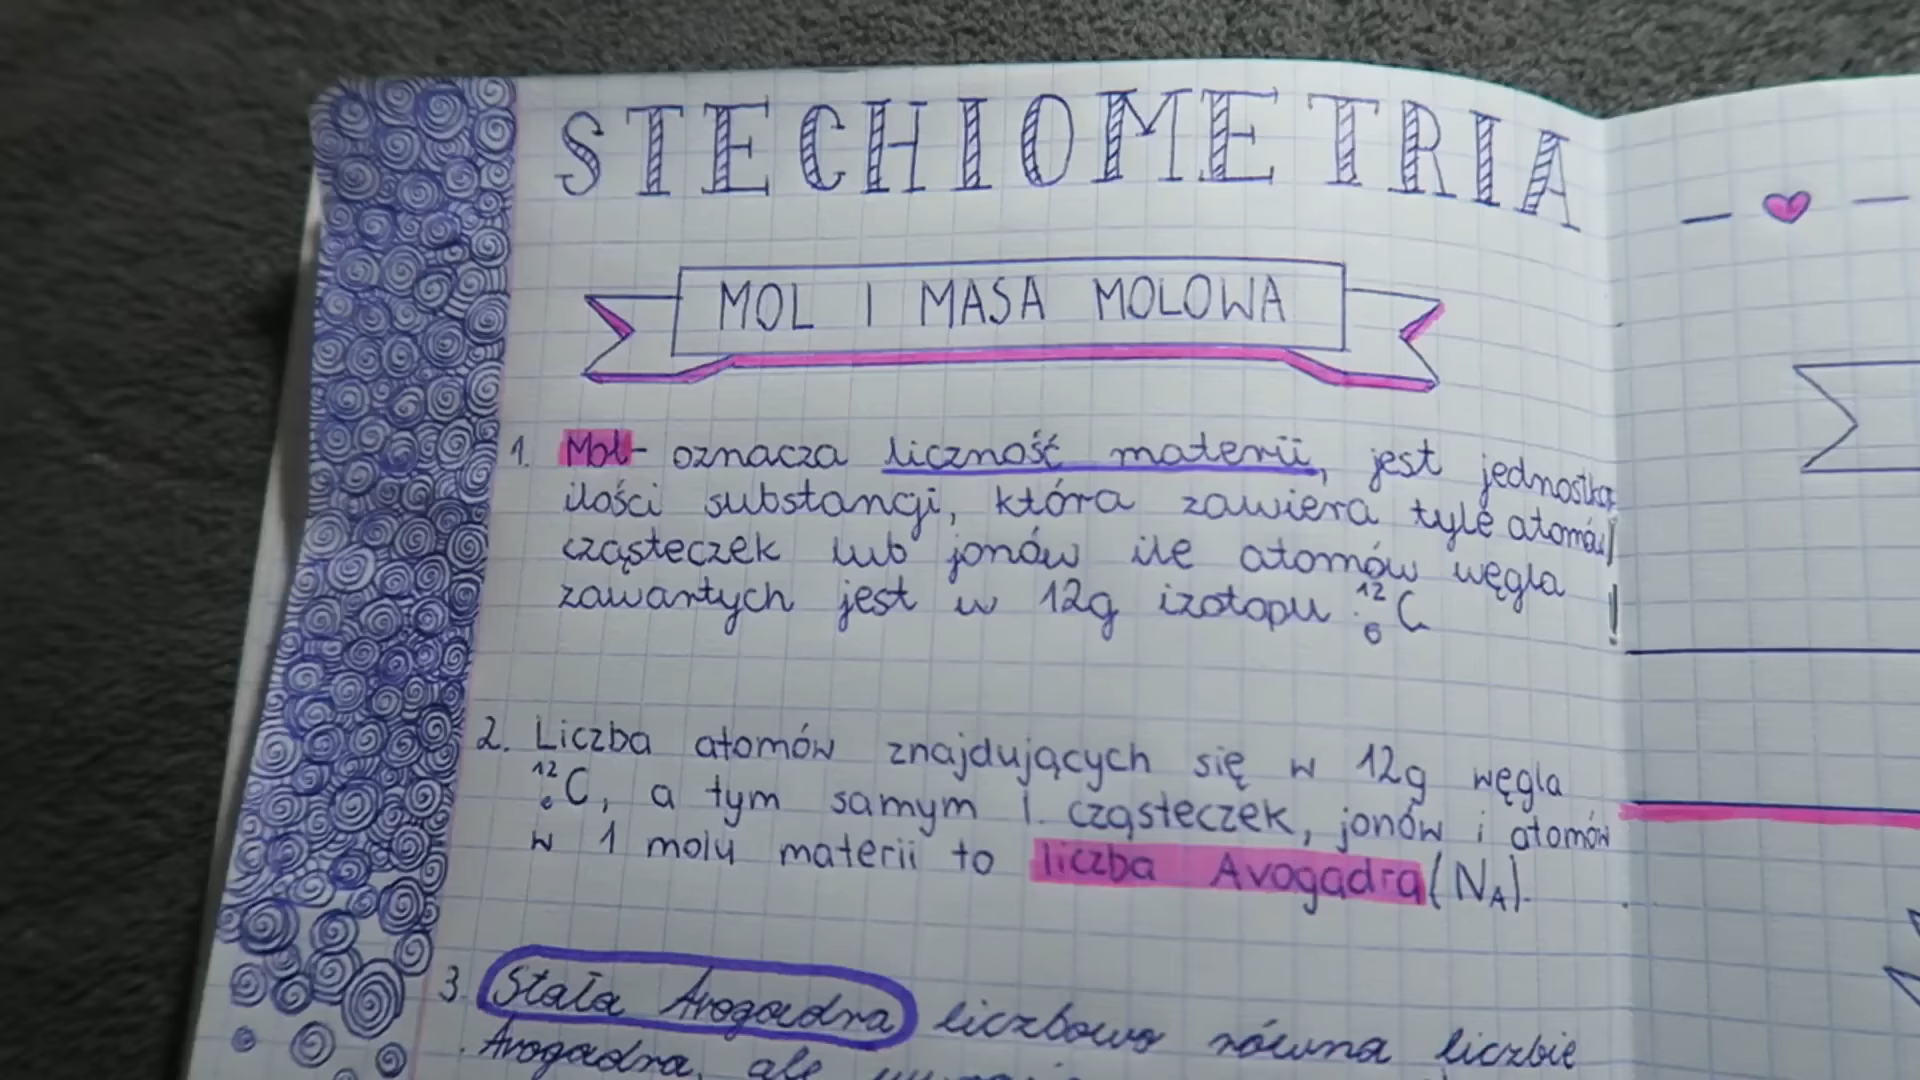 STECHIOMETRIA
MOL I MASA MOLOWA
1. Mol - oznacza liczność materii, jest jednostką
ilości substancji, która zawiera tyle atomów
cząsteczek lub jonów ile atomów węgla
zawartych jest w 12g izotopu ¹²₆C !
2. Liczba atomów znajdujących się w 12g węgla
¹²₆C, a tym samym l. cząsteczek, jonów i atomów
w 1 molu materii to liczba Avogadra (NA).
3. Stała Avogadra liczbowo równa liczbie
Avogadra, ale